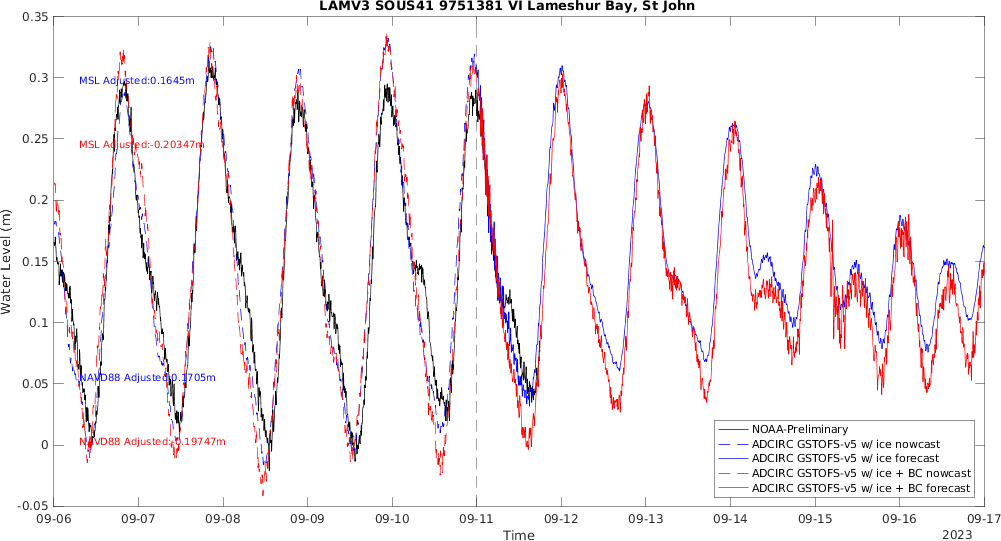 LAMV3 SOUS41 9751381 VI Lameshur Bay, St John
0.35
0.3
0.25
0.2
0.15
0.1
0.05
0
-0.05
Water Level (m)
MSL Adjusted:0.1645m
MSL Adjusted:-0.20347m
NAVD88 Adjusted:0.1705m
NAVD88 Adjusted:-0.19747m
NOAA-Preliminary
ADCIRC GSTOFS-v5 w/ ice nowcast
ADCIRC GSTOFS-v5 w/ ice forecast
ADCIRC GSTOFS-v5 w/ ice + BC nowcast
ADCIRC GSTOFS-v5 w/ ice + BC forecast
09-06 09-07 09-08 09-09 09-10 09-11 09-12 09-13 09-14 09-15 09-16 09-17
Time
2023